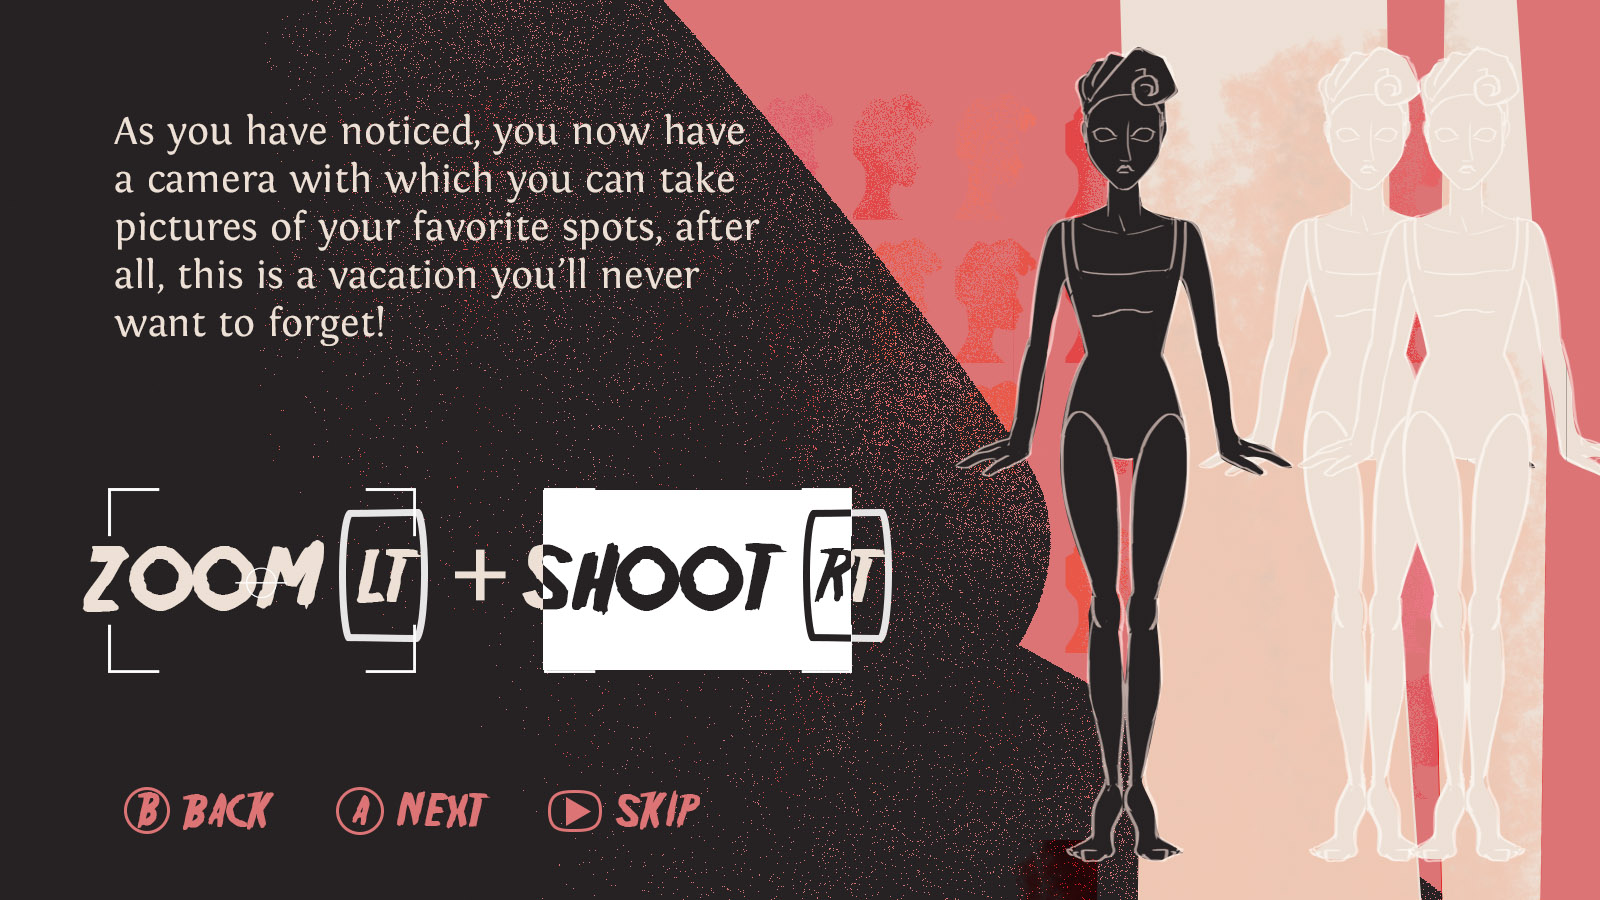 As you have noticed, you now have
a camera with which you can take
pictures of your favorite spots, after
all, this is a vacation you’ll never
want to forget!
ZOOM LT + SHOOT RT
B BACK A NEXT SKIP